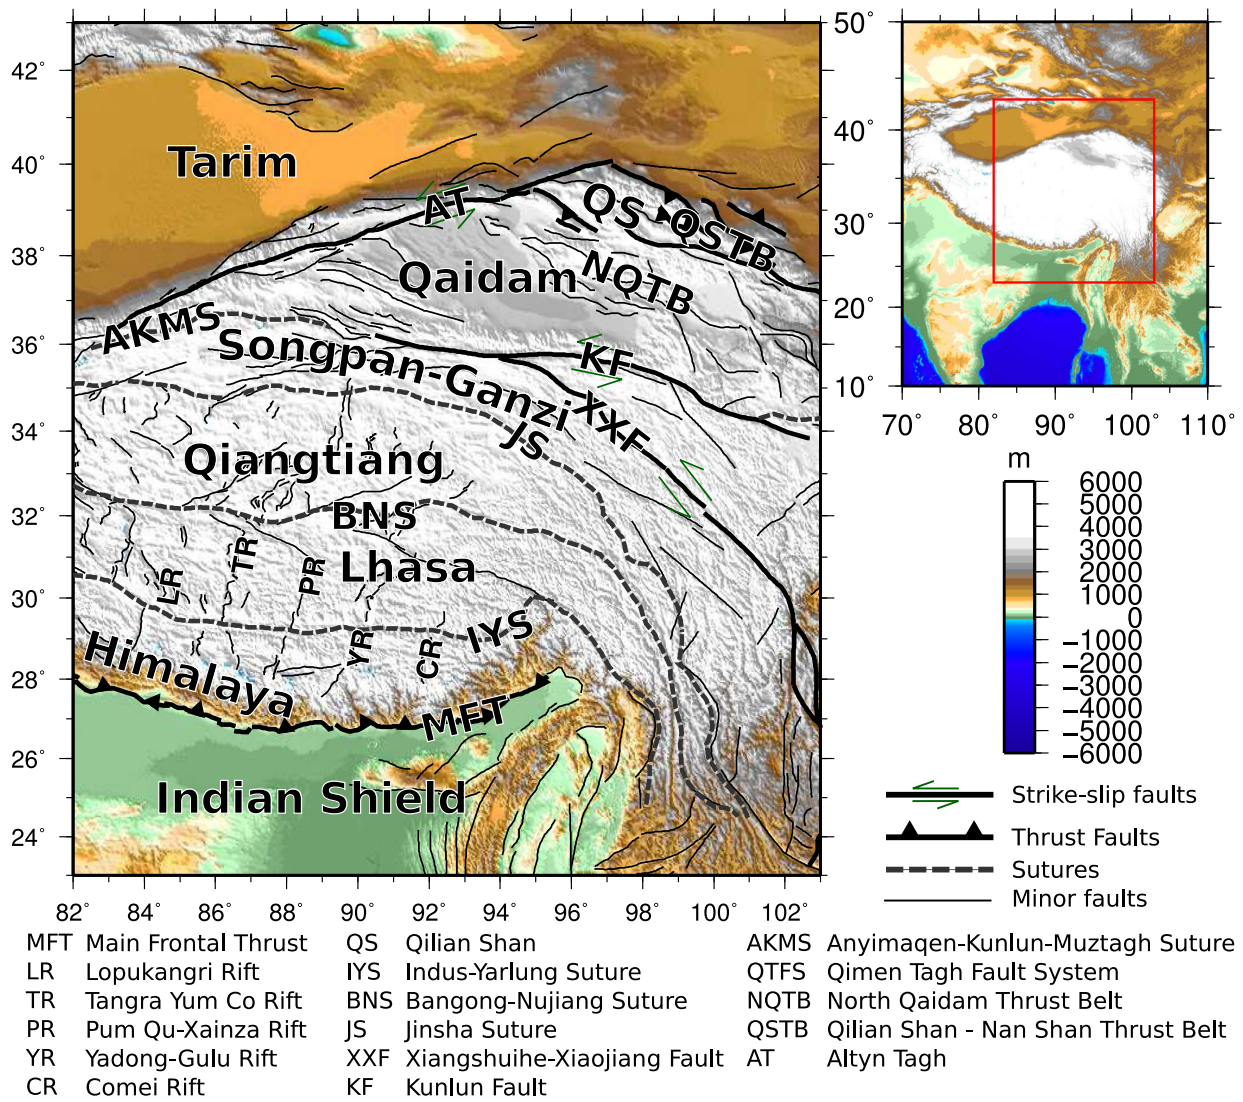 42°
40°
38°
36°
34°
32°
30°
28°
26°
24°
82°
84°
86°
88°
90°
92°
94°
96°
98°
100°
102°
Tarim
AT
QS
QSTB
Qaidam
NQTB
AKMS
Songpan-Ganzi
KF
XXF
JS
Qiangtiang
BNS
Lhasa
LR
TR
PR
YR
CR
IYS
Himalaya
MFT
Indian Shield
50°
40°
30°
20°
10°
70°
80°
90°
100°
110°
m
6000
5000
4000
3000
2000
1000
0
−1000
−2000
−3000
−4000
−5000
−6000
Strike-slip faults
Thrust Faults
Sutures
Minor faults
MFT Main Frontal Thrust
LR Lopukangri Rift
TR Tangra Yum Co Rift
PR Pum Qu-Xainza Rift
YR Yadong-Gulu Rift
CR Comei Rift
QS Qilian Shan
IYS Indus-Yarlung Suture
BNS Bangong-Nujiang Suture
JS Jinsha Suture
XXF Xiangshuihe-Xiaojiang Fault
KF Kunlun Fault
AKMS Anyimaqen-Kunlun-Muztagh Suture
QTFS Qimen Tagh Fault System
NQTB North Qaidam Thrust Belt
QSTB Qilian Shan - Nan Shan Thrust Belt
AT Altyn Tagh